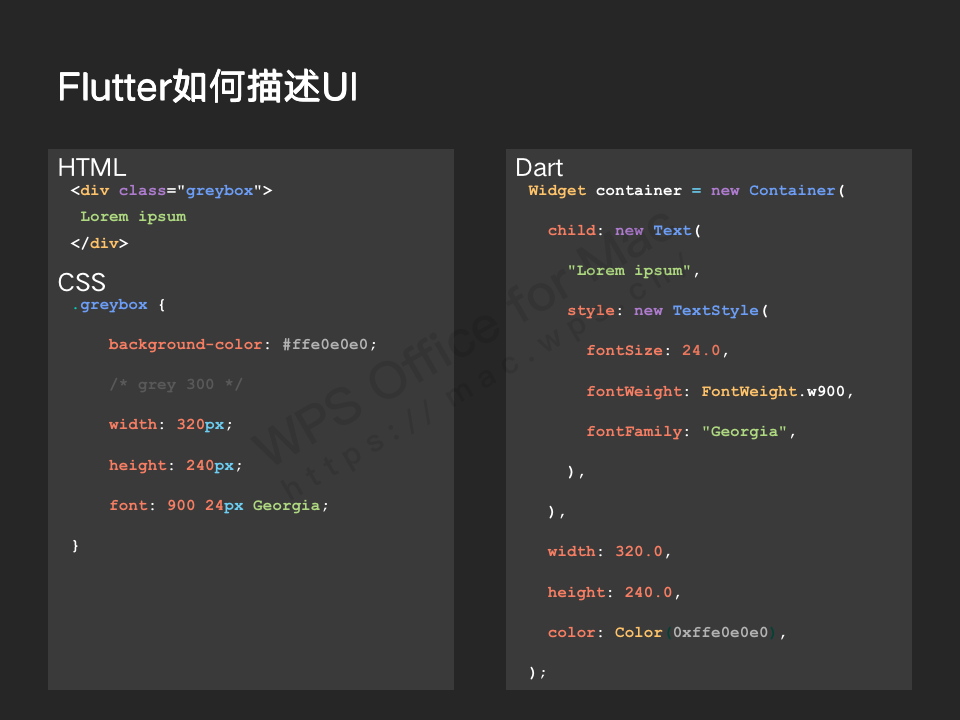 Flutter如何描述UI
HTML
<div class="greybox">
Lorem ipsum
</div>
CSS
.greybox {
background-color: #ffe0e0e0;
/* grey 300 */
width: 320px;
height: 240px;
font: 900 24px Georgia;
}
Dart
Widget container = new Container(
child: new Text(
"Lorem ipsum",
style: new TextStyle(
fontSize: 24.0,
fontWeight: FontWeight.w900,
fontFamily: "Georgia",
),
),
width: 320.0,
height: 240.0,
color: Color(0xffe0e0e0),
);
WPS Office for Mac
https://mac.wps.cn/